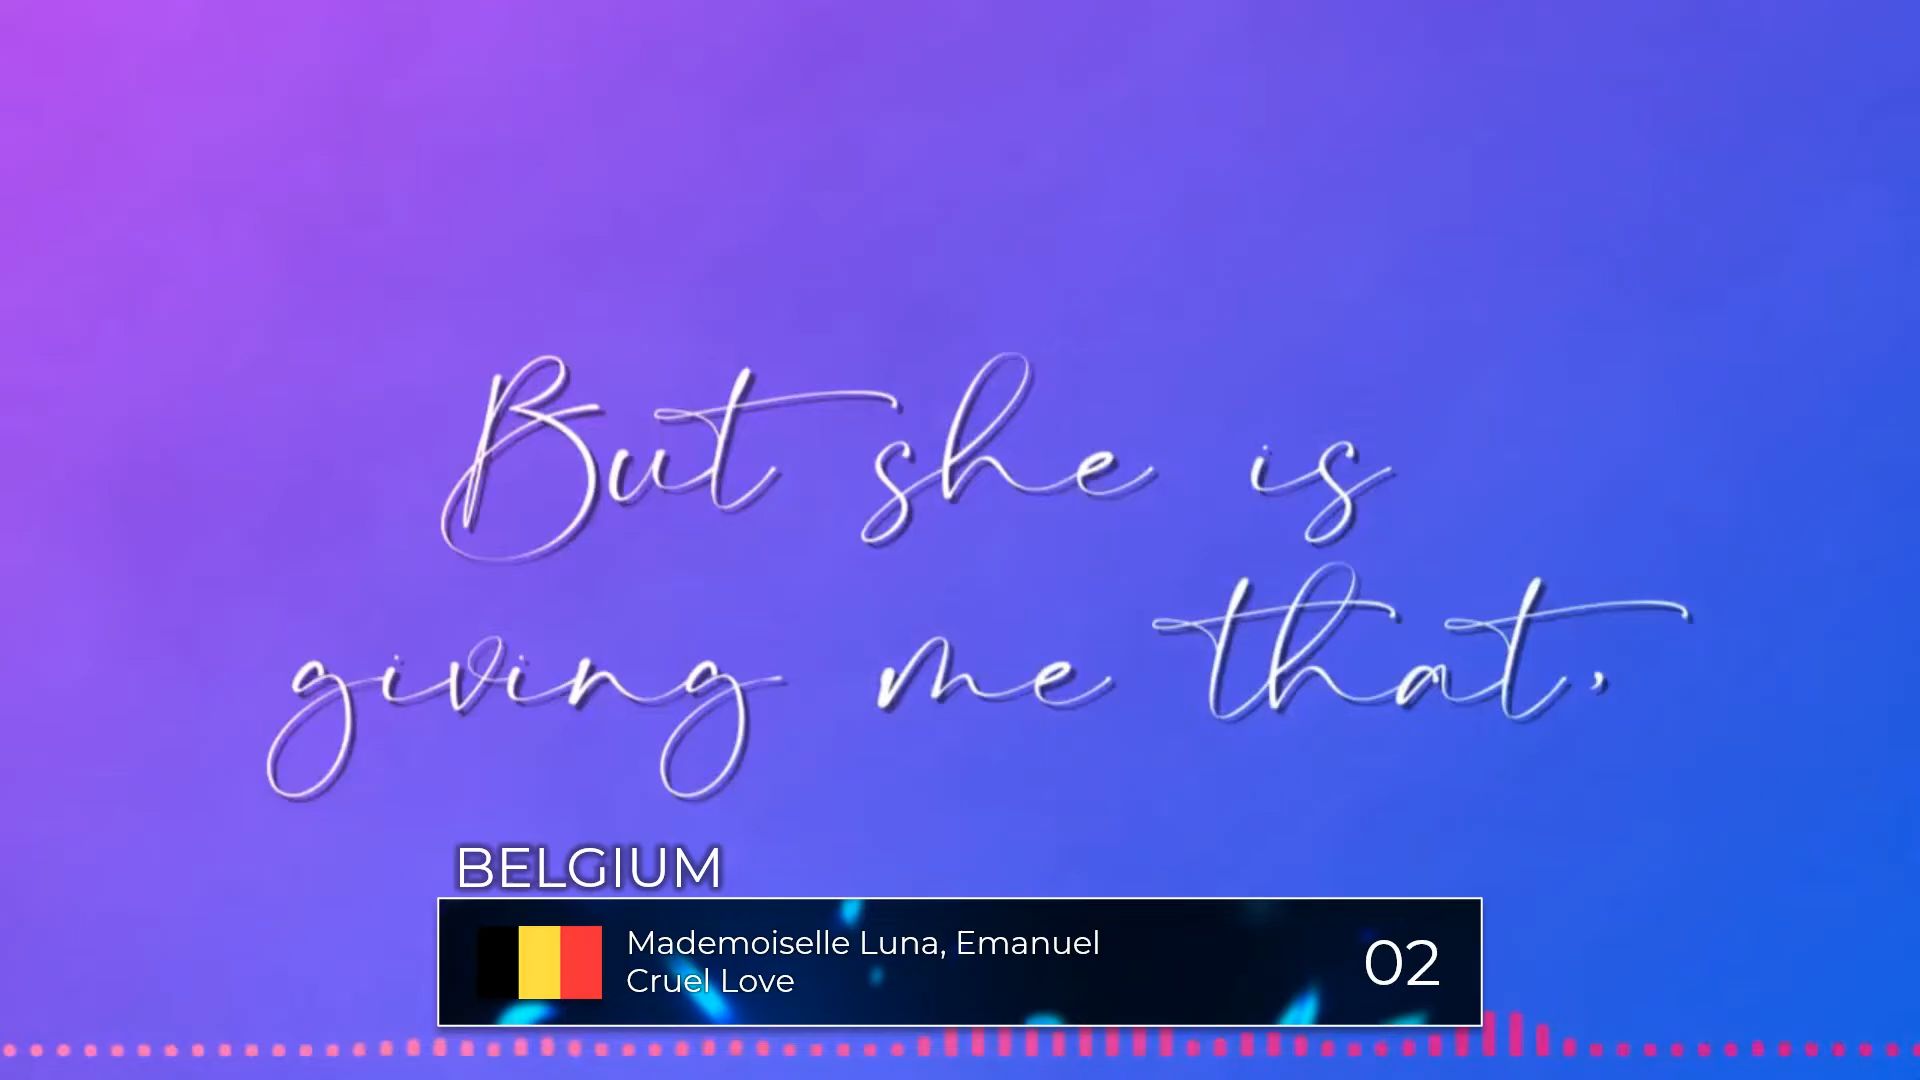 But she is
giving me that,
BELGIUM
Mademoiselle Luna, Emanuel
Cruel Love
02